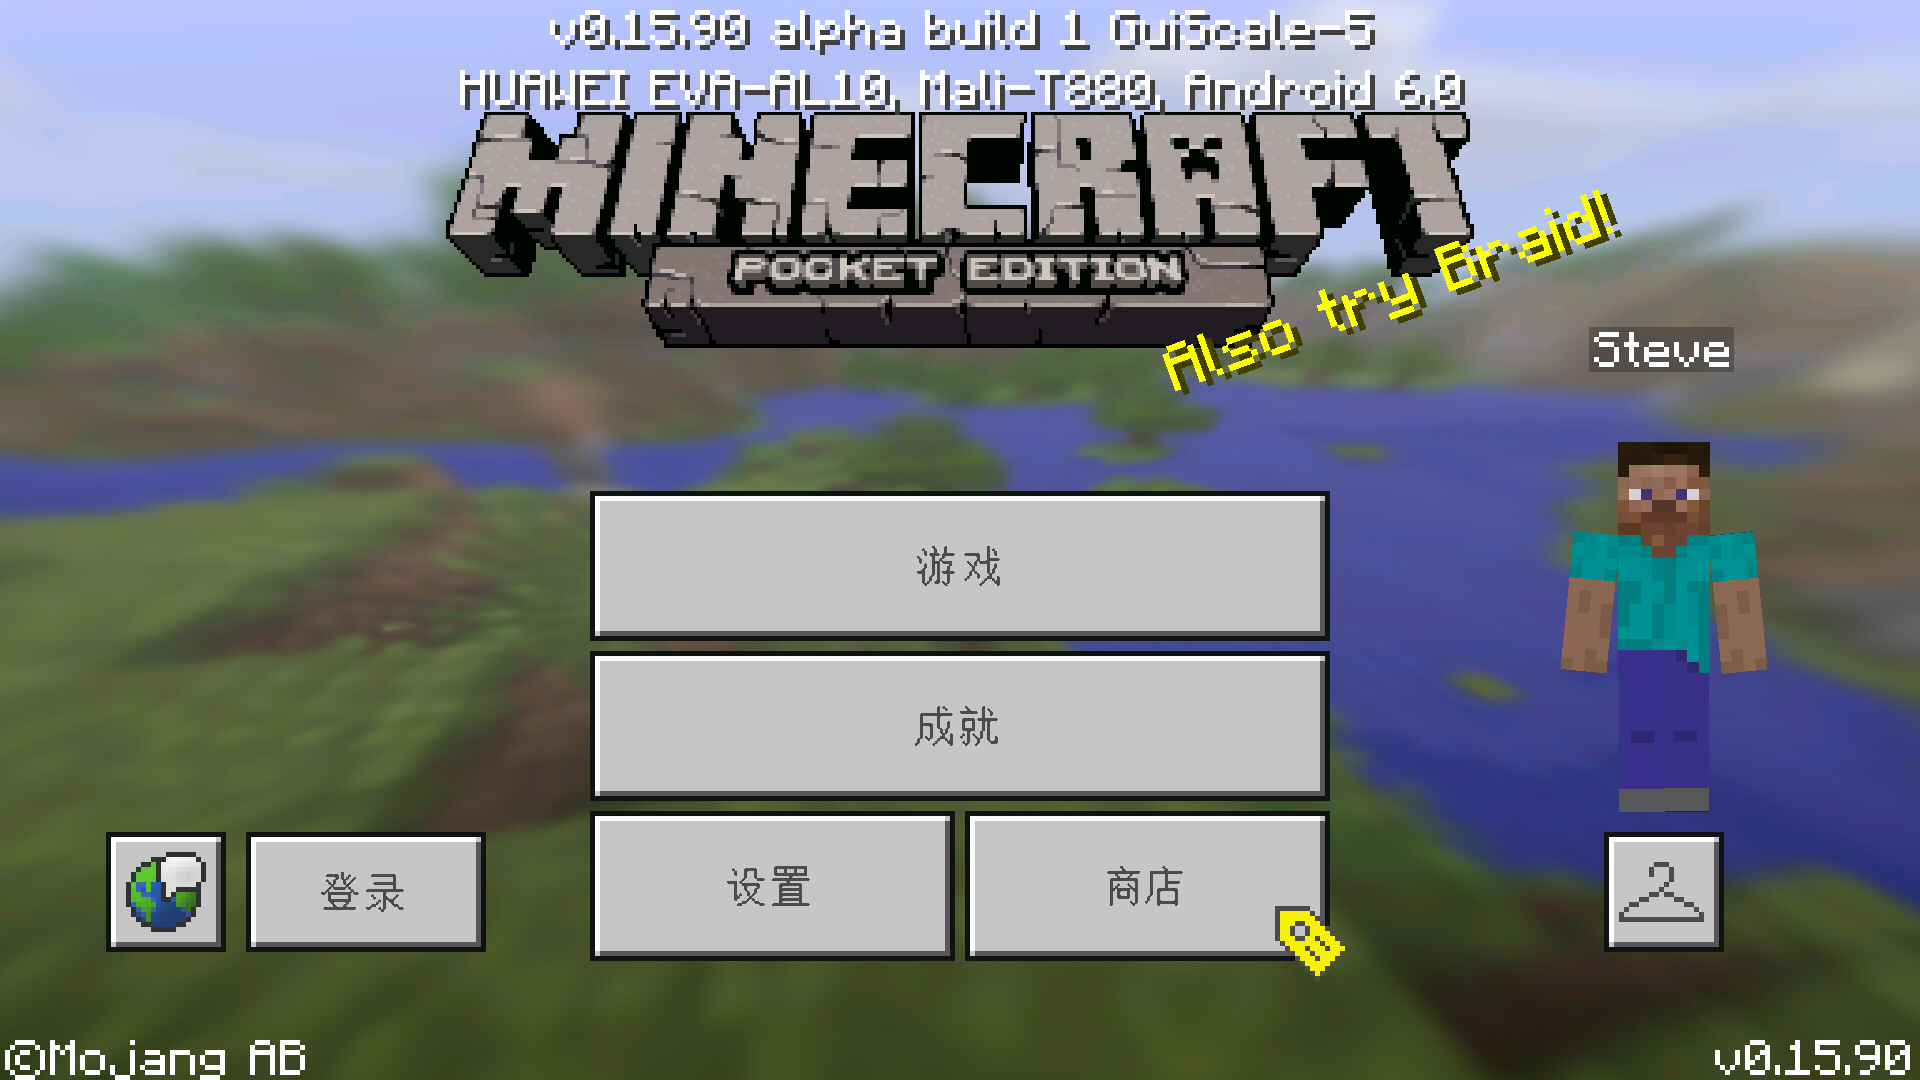 v0.15.90 alpha build 1 GuiScale-5
HUAWEI EVA-AL10, Mali-T880, Android 6.0
MINECRAFT
POCKET EDITION
Also try Braid!
Steve
游戏
成就
登录
设置
商店
©Mojang AB
v0.15.90